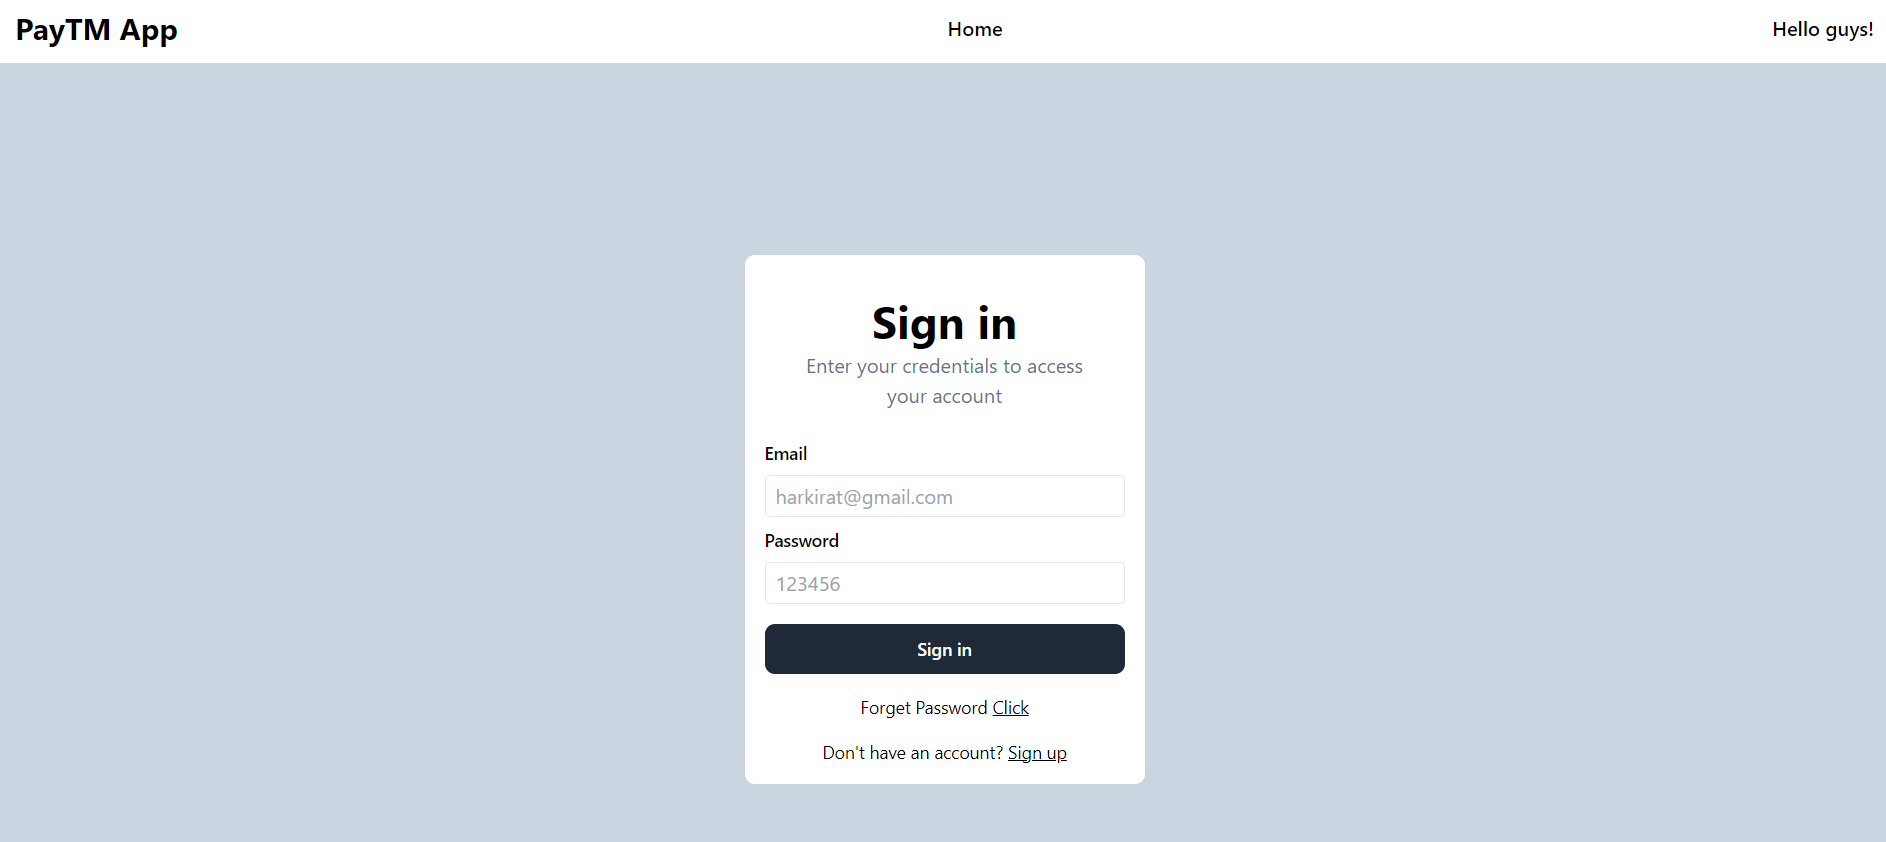 PayTM App
Home
Hello guys!
Sign in
Enter your credentials to access
your account
Email
harkirat@gmail.com
Password
123456
Sign in
Forget Password Click
Don't have an account? Sign up